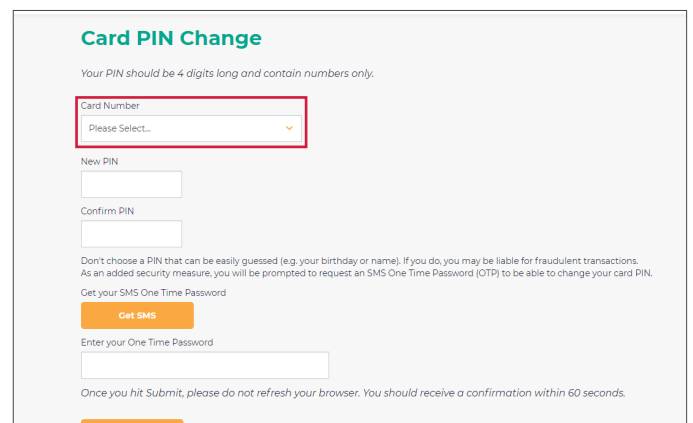 Card PIN Change
Your PIN should be 4 digits long and contain numbers only.
Card Number
Please Select...
New PIN
Confirm PIN
Don't choose a PIN that can be easily guessed (e.g. your birthday or name). If you do, you may be liable for fraudulent transactions.
As an added security measure, you will be prompted to request an SMS One Time Password (OTP) to be able to change your card PIN.
Get your SMS One Time Password
Get SMS
Enter your One Time Password
Once you hit Submit, please do not refresh your browser. You should receive a confirmation within 60 seconds.